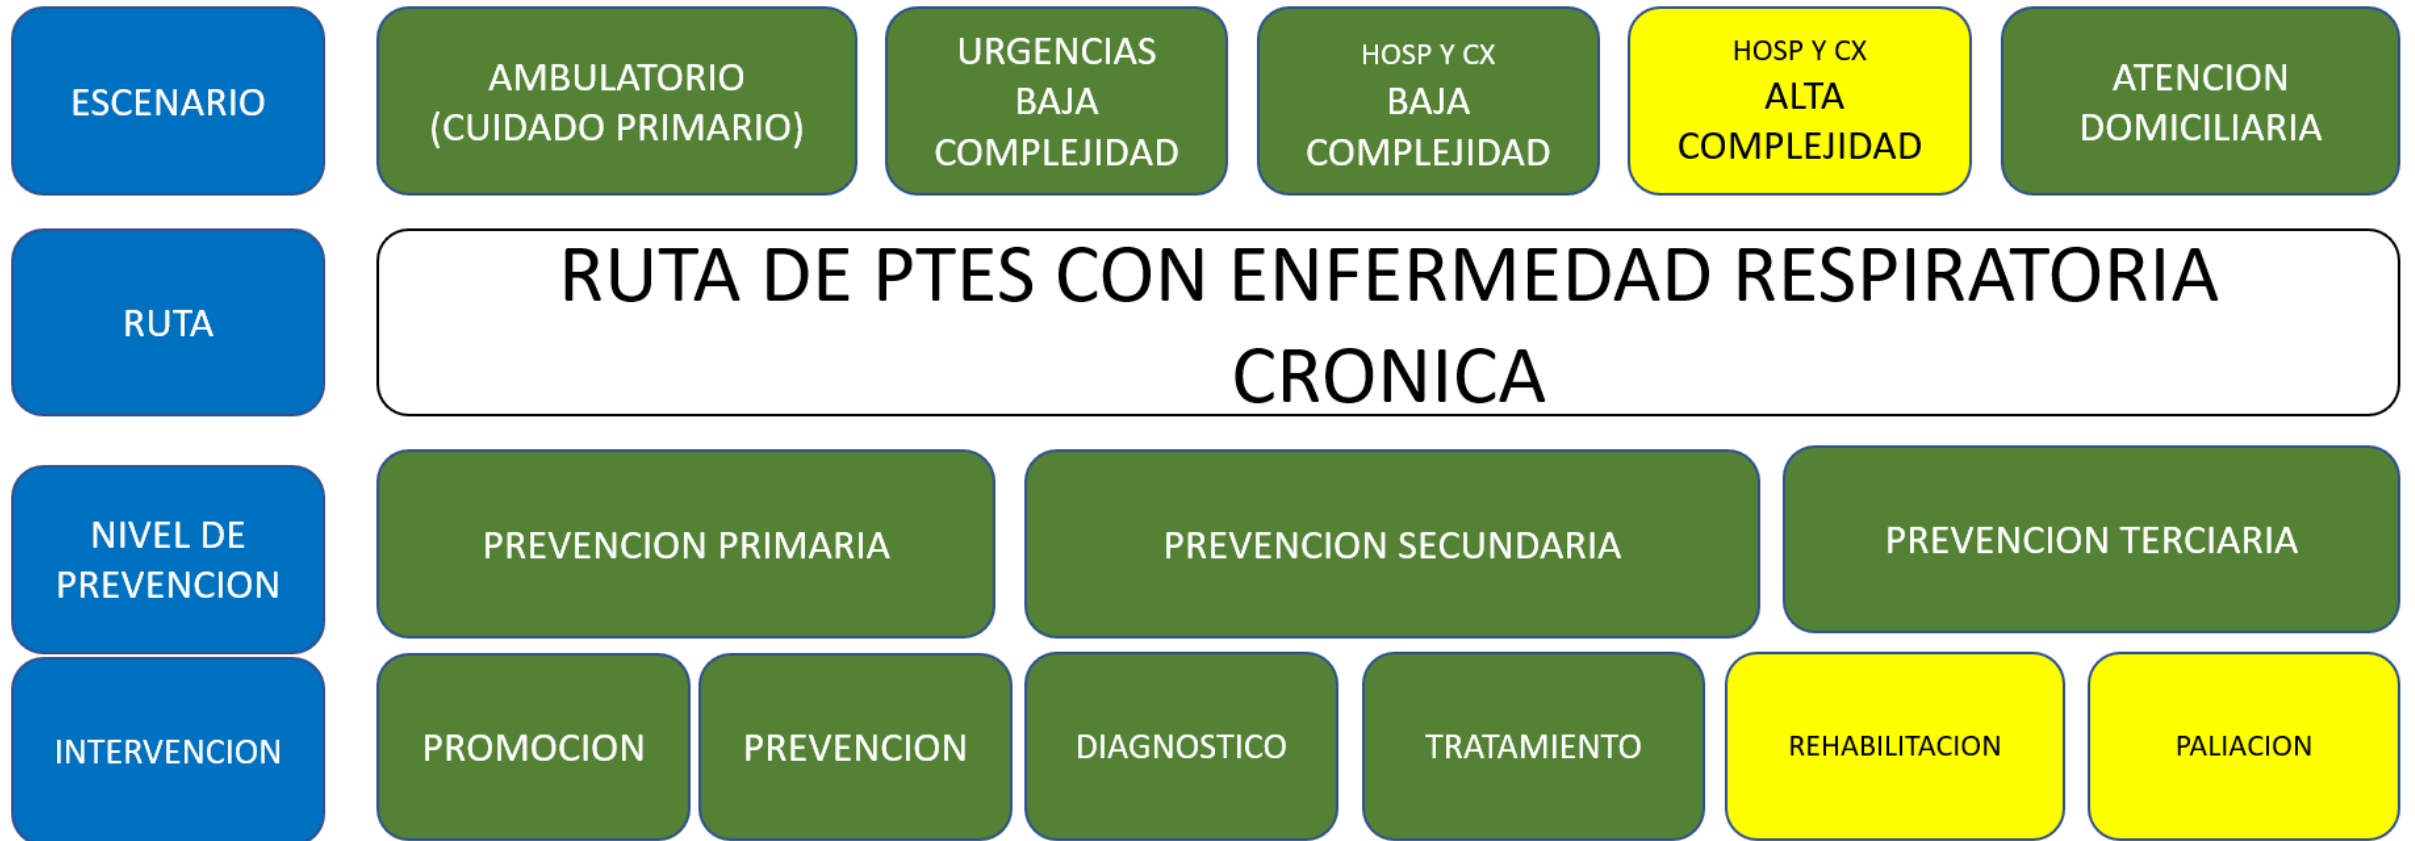 ESCENARIO
AMBULATORIO
(CUIDADO PRIMARIO)
URGENCIAS
BAJA
COMPLEJIDAD
HOSP Y CX
BAJA
COMPLEJIDAD
HOSP Y CX
ALTA
COMPLEJIDAD
ATENCION
DOMICILIARIA
RUTA
RUTA DE PTES CON ENFERMEDAD RESPIRATORIA
CRONICA
NIVEL DE
PREVENCION
PREVENCION PRIMARIA
PREVENCION SECUNDARIA
PREVENCION TERCIARIA
INTERVENCION
PROMOCION
PREVENCION
DIAGNOSTICO
TRATAMIENTO
REHABILITACION
PALIACION